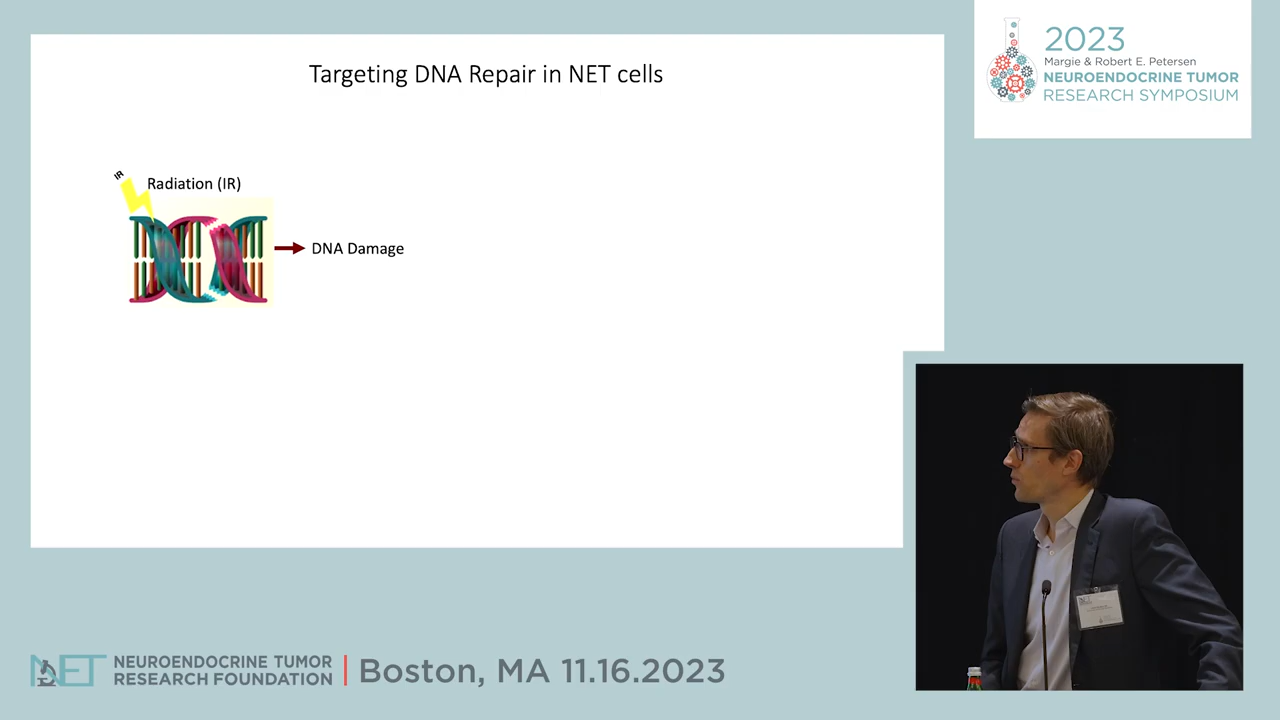 Targeting DNA Repair in NET cells
IR
Radiation (IR)
DNA Damage
2023
Margie & Robert E. Petersen
NEUROENDOCRINE TUMOR
RESEARCH SYMPOSIUM
NET
NEUROENDOCRINE TUMOR
RESEARCH FOUNDATION
Boston, MA 11.16.2023